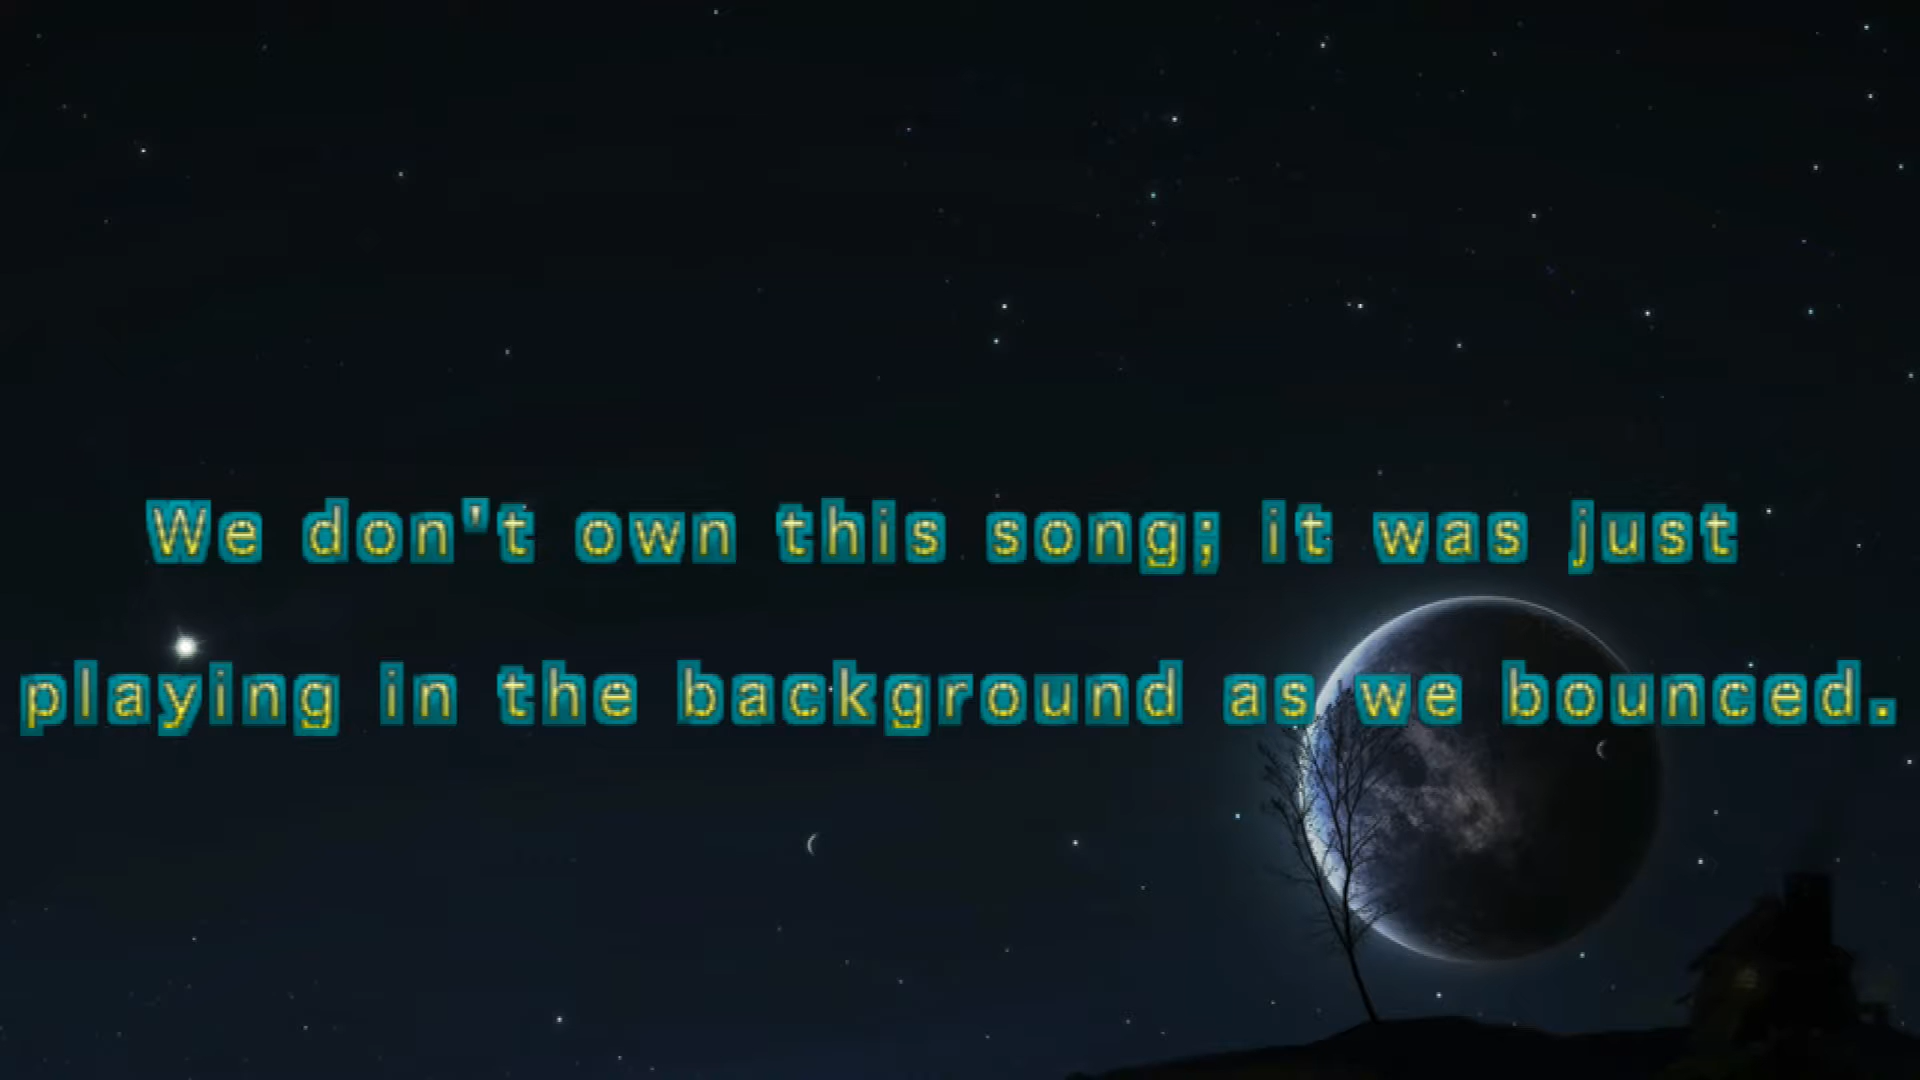 We don't own this song; it was just
playing in the background as we bounced.